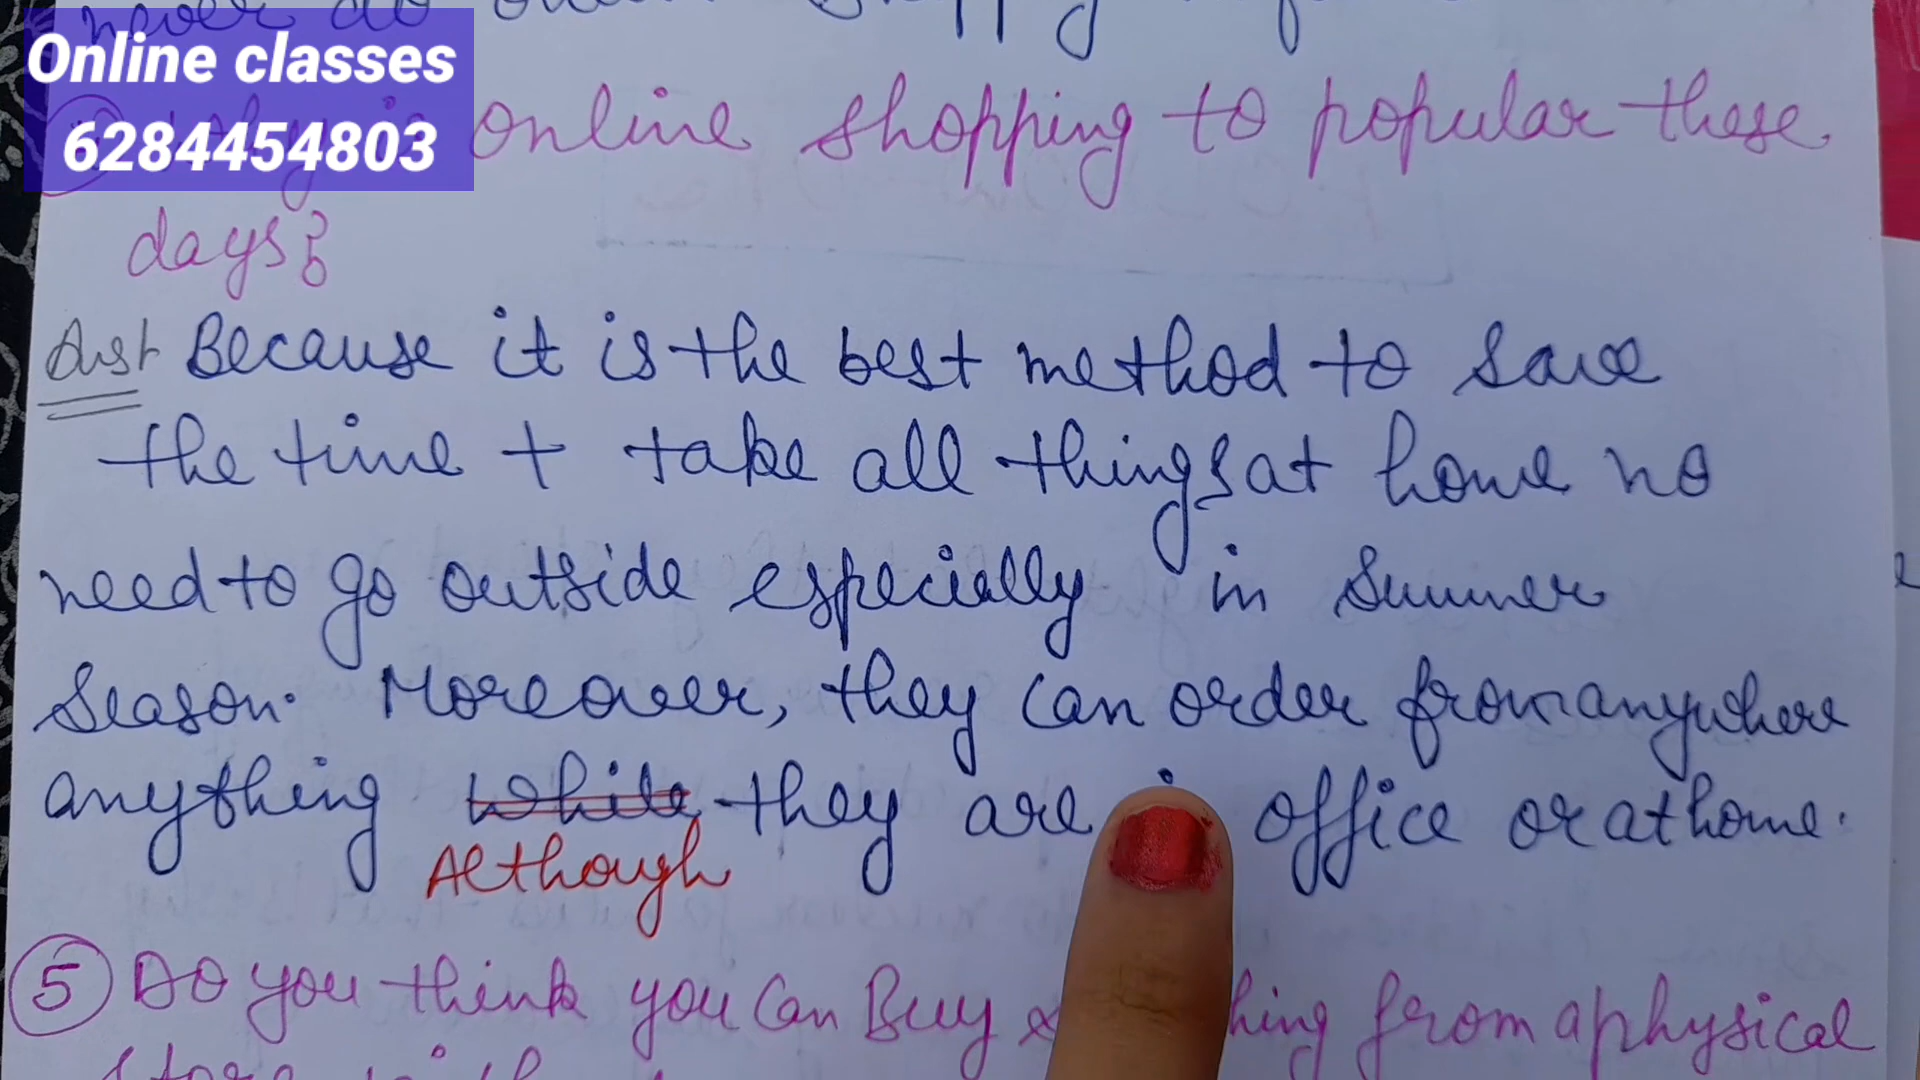 never do
Online classes
6284454803
online shopping to popular these
days?
Ans: Because it is the best method to save
the time + take all things at home no
need to go outside especially in Summer
Season. Moreover, they can order from anywhere
anything while they are office or at home.
Although
5 Do you think you Can Buy from a physical